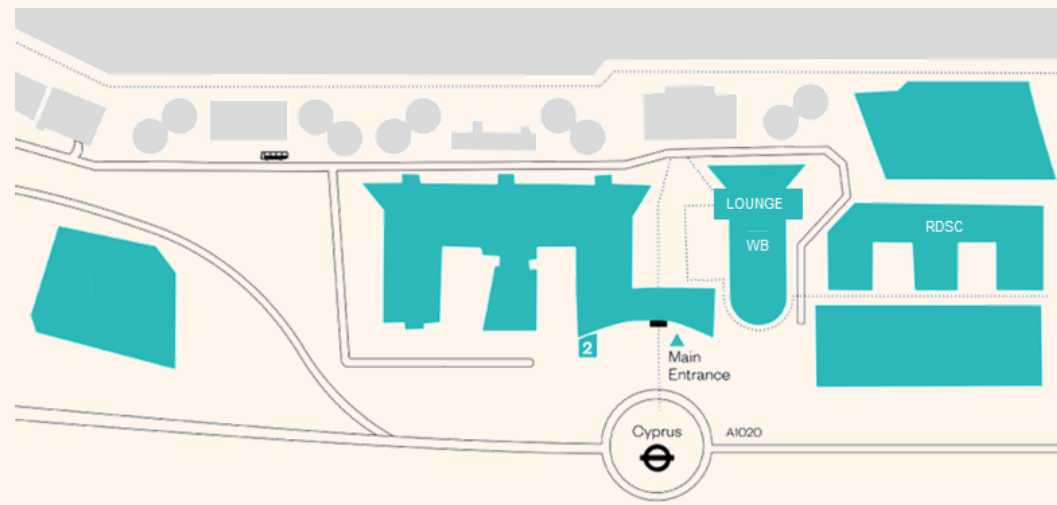 LOUNGE
WB
RDSC
2
Main
Entrance
Cyprus
A1020